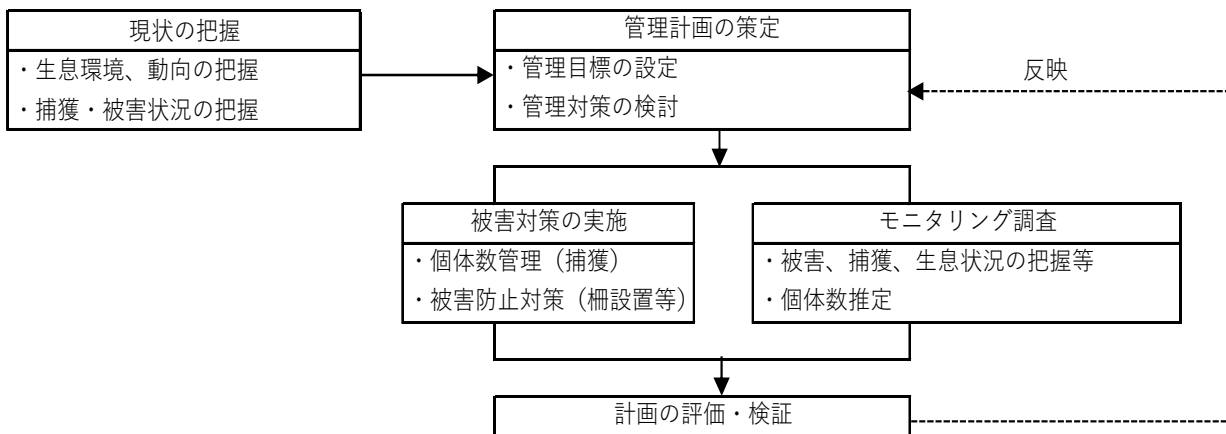 現状の把握
・生息環境、動向の把握
・捕獲・被害状況の把握
管理計画の策定
・管理目標の設定
・管理対策の検討
反映
被害対策の実施
・個体数管理（捕獲）
・被害防止対策（柵設置等）
モニタリング調査
・被害、捕獲、生息状況の把握等
・個体数推定
計画の評価・検証